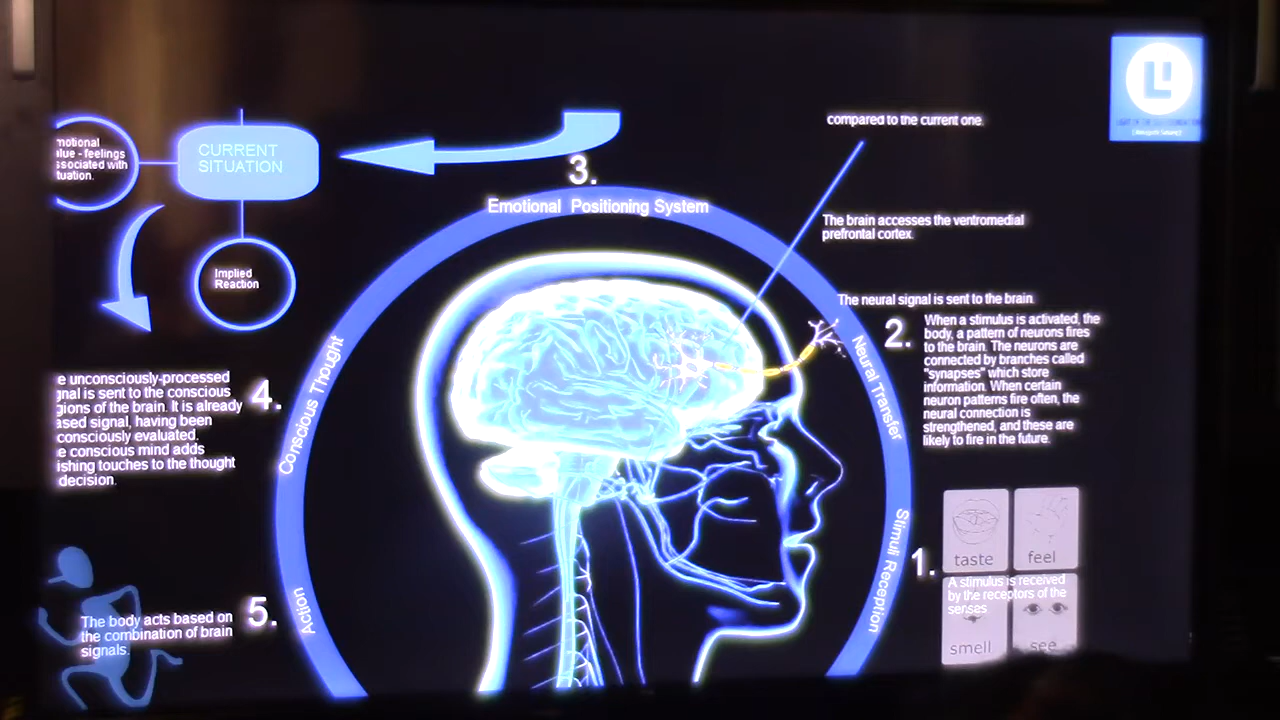 compared to the current one.
motional
lue - feelings
ssociated with
tuation.
CURRENT
SITUATION
3.
Emotional Positioning System
The brain accesses the ventromedial
prefrontal cortex.
Implied
Reaction
The neural signal is sent to the brain.
2.
When a stimulus is activated, the
body, a pattern of neurons fires
to the brain. The neurons are
connected by branches called
"synapses" which store
information. When certain
neuron patterns fire often, the
neural connection is
strengthened, and these are
likely to fire in the future.
Neural Transfer
Conscious Thought
4.
e unconsciously-processed
gnal is sent to the conscious
gions of the brain. It is already
ased signal, having been
consciously evaluated.
e conscious mind adds
ishing touches to the thought
decision.
Stimuli Reception
1.
taste
feel
A stimulus is received
by the receptors of the
senses
smell
see
Action
5.
The body acts based on
the combination of brain
signals.